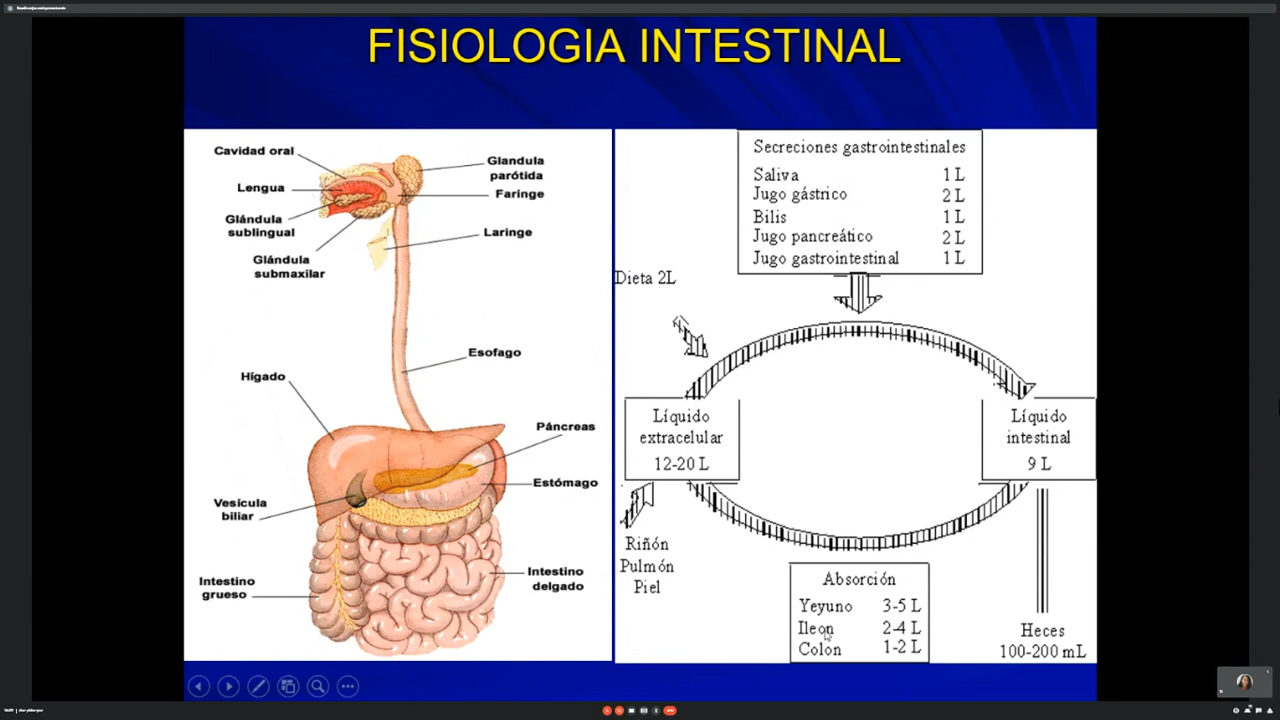 FISIOLOGIA INTESTINAL
Cavidad oral
Lengua
Glándula
sublingual
Glándula
submaxilar
Glandula
parótida
Faringe
Laringe
Esofago
Hígado
Páncreas
Estómago
Vesícula
biliar
Intestino
grueso
Intestino
delgado
Secreciones gastrointestinales
Saliva 1 L
Jugo gástrico 2 L
Bilis 1 L
Jugo pancreático 2 L
Jugo gastrointestinal 1 L
Dieta 2L
Líquido
extracelular
12-20 L
Líquido
intestinal
9 L
Riñón
Pulmón
Piel
Absorción
Yeyuno 3-5 L
Ileon 2-4 L
Colon 1-2 L
Heces
100-200 mL